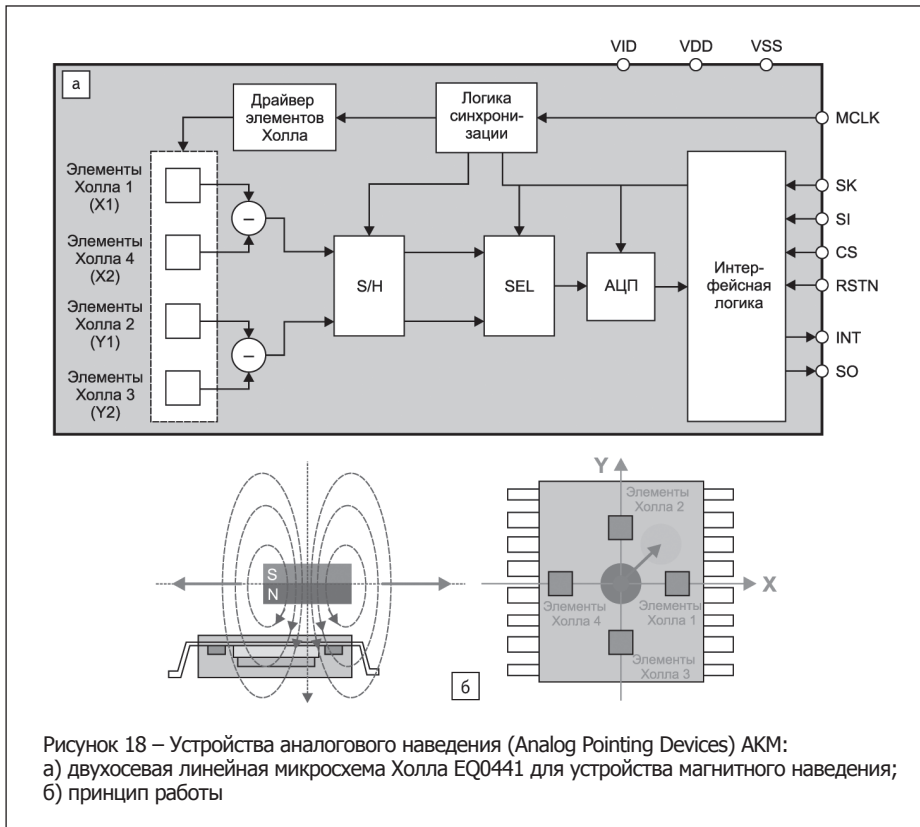 VID VDD VSS
а
Драйвер
элементов
Холла
Логика
синхрони-
зации
MCLK
Элементы
Холла 1
(X1)
–
Элементы
Холла 4
(X2)
Элементы
Холла 2
(Y1)
–
Элементы
Холла 3
(Y2)
S/H
SEL
АЦП
Интер-
фейсная
логика
SK
SI
CS
RSTN
INT
SO
S
N
б
Y
X
Элементы
Холла 2
Элементы
Холла 4
Элементы
Холла 1
Элементы
Холла 3
Рисунок 18 – Устройства аналогового наведения (Analog Pointing Devices) AKM:
а) двухосевая линейная микросхема Холла EQ0441 для устройства магнитного наведения;
б) принцип работы